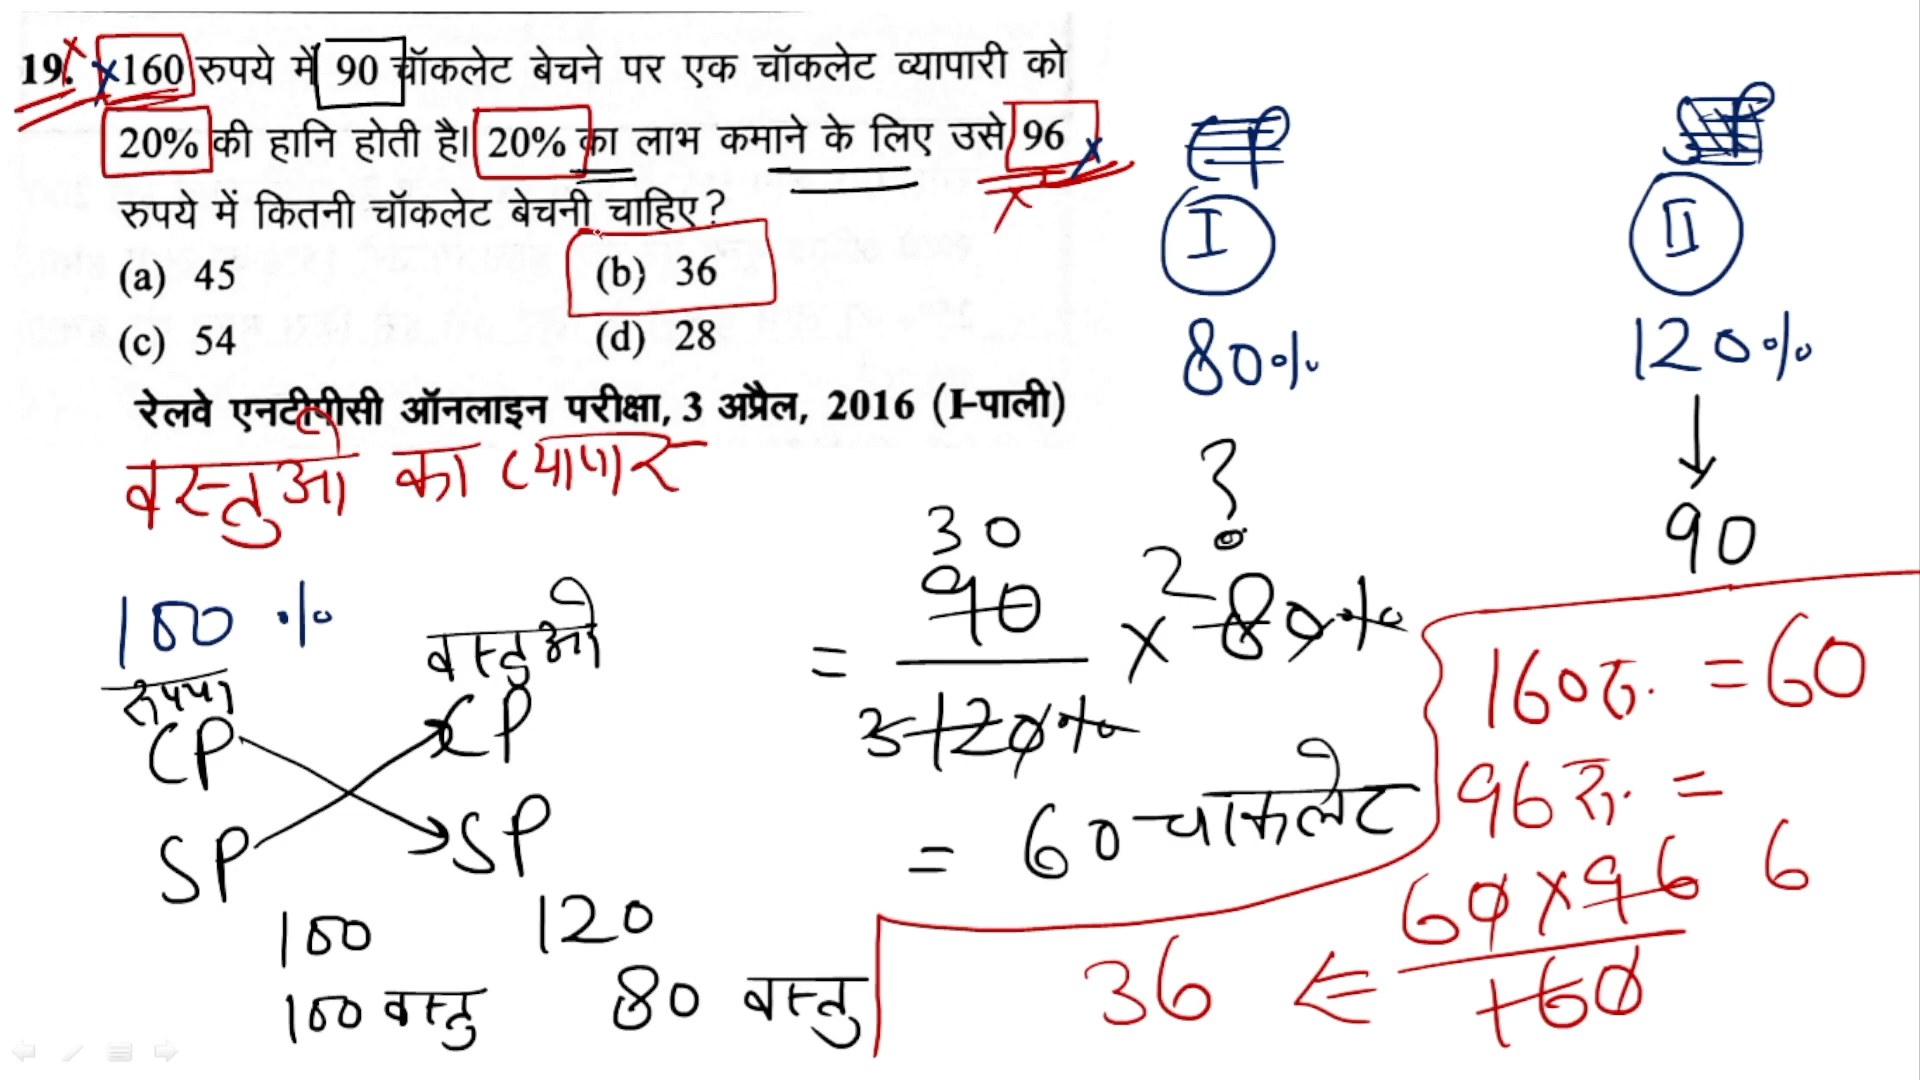 19. 160 रुपये में 90 चॉकलेट बेचने पर एक चॉकलेट व्यापारी को
20% की हानि होती है। 20% का लाभ कमाने के लिए उसे 96
रुपये में कितनी चॉकलेट बेचनी चाहिए?
(a) 45 (b) 36
(c) 54 (d) 28
रेलवे एनटीपीसी ऑनलाइन परीक्षा, 3 अप्रैल, 2016 (I-पाली)
वस्तुओ का व्यापार
I II
80% 120%
?
90
100 %
रुपया वस्तुओ
CP CP
SP SP
100 120
100 वस्तु 80 वस्तु
30
= 90 × 2 80%
3 120%
= 60 चाकलेट
160रु. = 60
96रु. =
60 × 96 6
160
36 ⇐